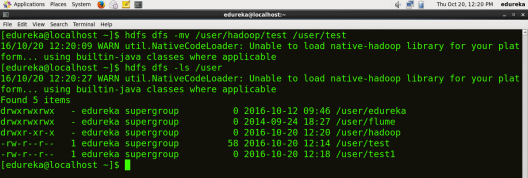 Applications Places System
Thu Oct 20, 12:20 PM edureka
edureka@localhost:~
File Edit View Search Terminal Help
[edureka@localhost ~]$ hdfs dfs -mv /user/hadoop/test /user/test
16/10/20 12:20:09 WARN util.NativeCodeLoader: Unable to load native-hadoop library for your plat
form... using builtin-java classes where applicable
[edureka@localhost ~]$ hdfs dfs -ls /user
16/10/20 12:20:27 WARN util.NativeCodeLoader: Unable to load native-hadoop library for your plat
form... using builtin-java classes where applicable
Found 5 items
drwxrwxrwx - edureka supergroup 0 2016-10-12 09:46 /user/edureka
drwxrwxrwx - edureka supergroup 0 2014-09-24 18:27 /user/flume
drwxr-xr-x - edureka supergroup 0 2016-10-20 12:20 /user/hadoop
-rw-r--r-- 1 edureka supergroup 58 2016-10-20 12:14 /user/test
-rw-r--r-- 1 edureka supergroup 0 2016-10-20 12:18 /user/test1
[edureka@localhost ~]$